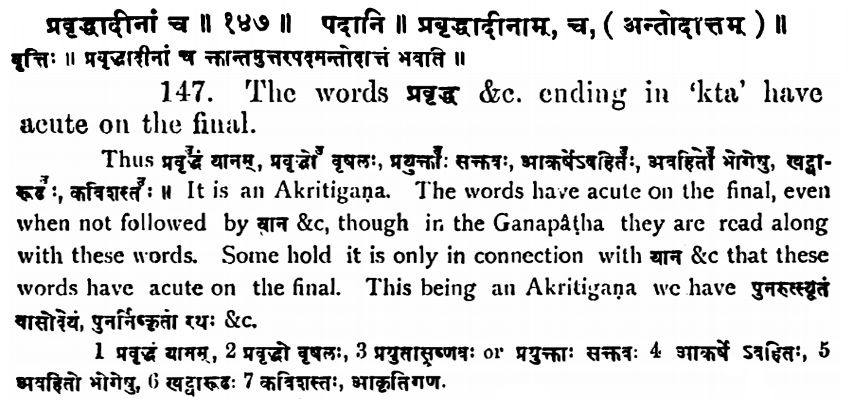 प्रवृद्धादीनां च ॥ १४७ ॥ पदानि ॥ प्रवृद्धादीनाम्, च, ( अन्तोदात्तम् ) ॥
वृत्तिः ॥ प्रवृद्धादीनां च क्तान्तमुत्तरपदमन्तोदात्तं भवति ॥
147. The words प्रवृद्ध &c. ending in ‘kta’ have
acute on the final.
Thus प्रवृद्धं यानम्, प्रवृद्धो वृषलः, प्रयुक्ताः सक्तवः, आकर्षेऽवहितः, अवहितो भोगेषु, खट्वा-
रूढः, कविशस्तः ॥ It is an Akritigaṇa. The words have acute on the final, even
when not followed by यान &c, though in the Ganapâṭha they are read along
with these words. Some hold it is only in connection with यान &c that these
words have acute on the final. This being an Akritigaṇa we have पुनरुत्स्यूतं
वासोदेयं, पुनर्निष्कृतो रथः &c.
1 प्रवृद्धं यानम्, 2 प्रवृद्धो वृषलः, 3 प्रयुतासूष्णवः or प्रयुक्ताः सक्तवः 4 आकर्षे ऽवहितः, 5
अवहितो भोगेषु, 6 खट्वारूढः 7 कविशस्तः, आकृतिगण.